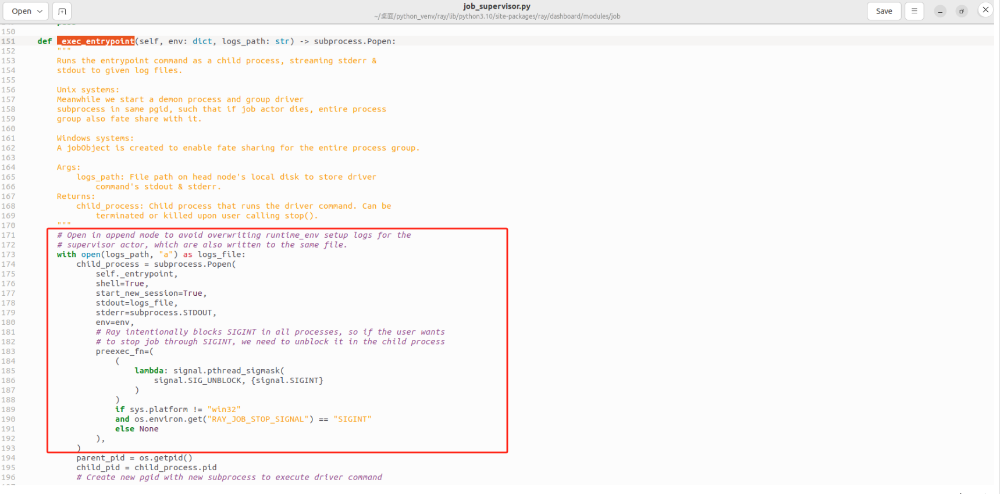 Open
job_supervisor.py
~/桌面/python_venv/ray/lib/python3.10/site-packages/ray/dashboard/modules/job
Save
150
151 def _exec_entrypoint(self, env: dict, logs_path: str) -> subprocess.Popen:
152 """
153 Runs the entrypoint command as a child process, streaming stderr &
154 stdout to given log files.
155
156 Unix systems:
157 Meanwhile we start a demon process and group driver
158 subprocess in same pgid, such that if job actor dies, entire process
159 group also fate share with it.
160
161 Windows systems:
162 A jobObject is created to enable fate sharing for the entire process group.
163
164 Args:
165 logs_path: File path on head node's local disk to store driver
166 command's stdout & stderr.
167 Returns:
168 child_process: Child process that runs the driver command. Can be
169 terminated or killed upon user calling stop().
170 """
171 # Open in append mode to avoid overwriting runtime_env setup logs for the
172 # supervisor actor, which are also written to the same file.
173 with open(logs_path, "a") as logs_file:
174 child_process = subprocess.Popen(
175 self._entrypoint,
176 shell=True,
177 start_new_session=True,
178 stdout=logs_file,
179 stderr=subprocess.STDOUT,
180 env=env,
181 # Ray intentionally blocks SIGINT in all processes, so if the user wants
182 # to stop job through SIGINT, we need to unblock it in the child process
183 preexec_fn=(
184 (
185 lambda: signal.pthread_sigmask(
186 signal.SIG_UNBLOCK, {signal.SIGINT}
187 )
188 )
189 if sys.platform != "win32"
190 and os.environ.get("RAY_JOB_STOP_SIGNAL") == "SIGINT"
191 else None
192 ),
193 )
194 parent_pid = os.getpid()
195 child_pid = child_process.pid
196 # Create new pgid with new subprocess to execute driver command